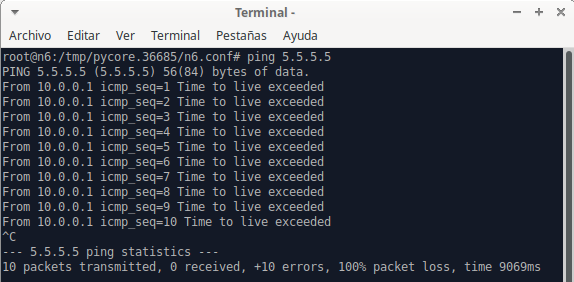 Terminal -
Archivo Editar Ver Terminal Pestañas Ayuda
root@n6:/tmp/pycore.36685/n6.conf# ping 5.5.5.5
PING 5.5.5.5 (5.5.5.5) 56(84) bytes of data.
From 10.0.0.1 icmp_seq=1 Time to live exceeded
From 10.0.0.1 icmp_seq=2 Time to live exceeded
From 10.0.0.1 icmp_seq=3 Time to live exceeded
From 10.0.0.1 icmp_seq=4 Time to live exceeded
From 10.0.0.1 icmp_seq=5 Time to live exceeded
From 10.0.0.1 icmp_seq=6 Time to live exceeded
From 10.0.0.1 icmp_seq=7 Time to live exceeded
From 10.0.0.1 icmp_seq=8 Time to live exceeded
From 10.0.0.1 icmp_seq=9 Time to live exceeded
From 10.0.0.1 icmp_seq=10 Time to live exceeded
^C
--- 5.5.5.5 ping statistics ---
10 packets transmitted, 0 received, +10 errors, 100% packet loss, time 9069ms